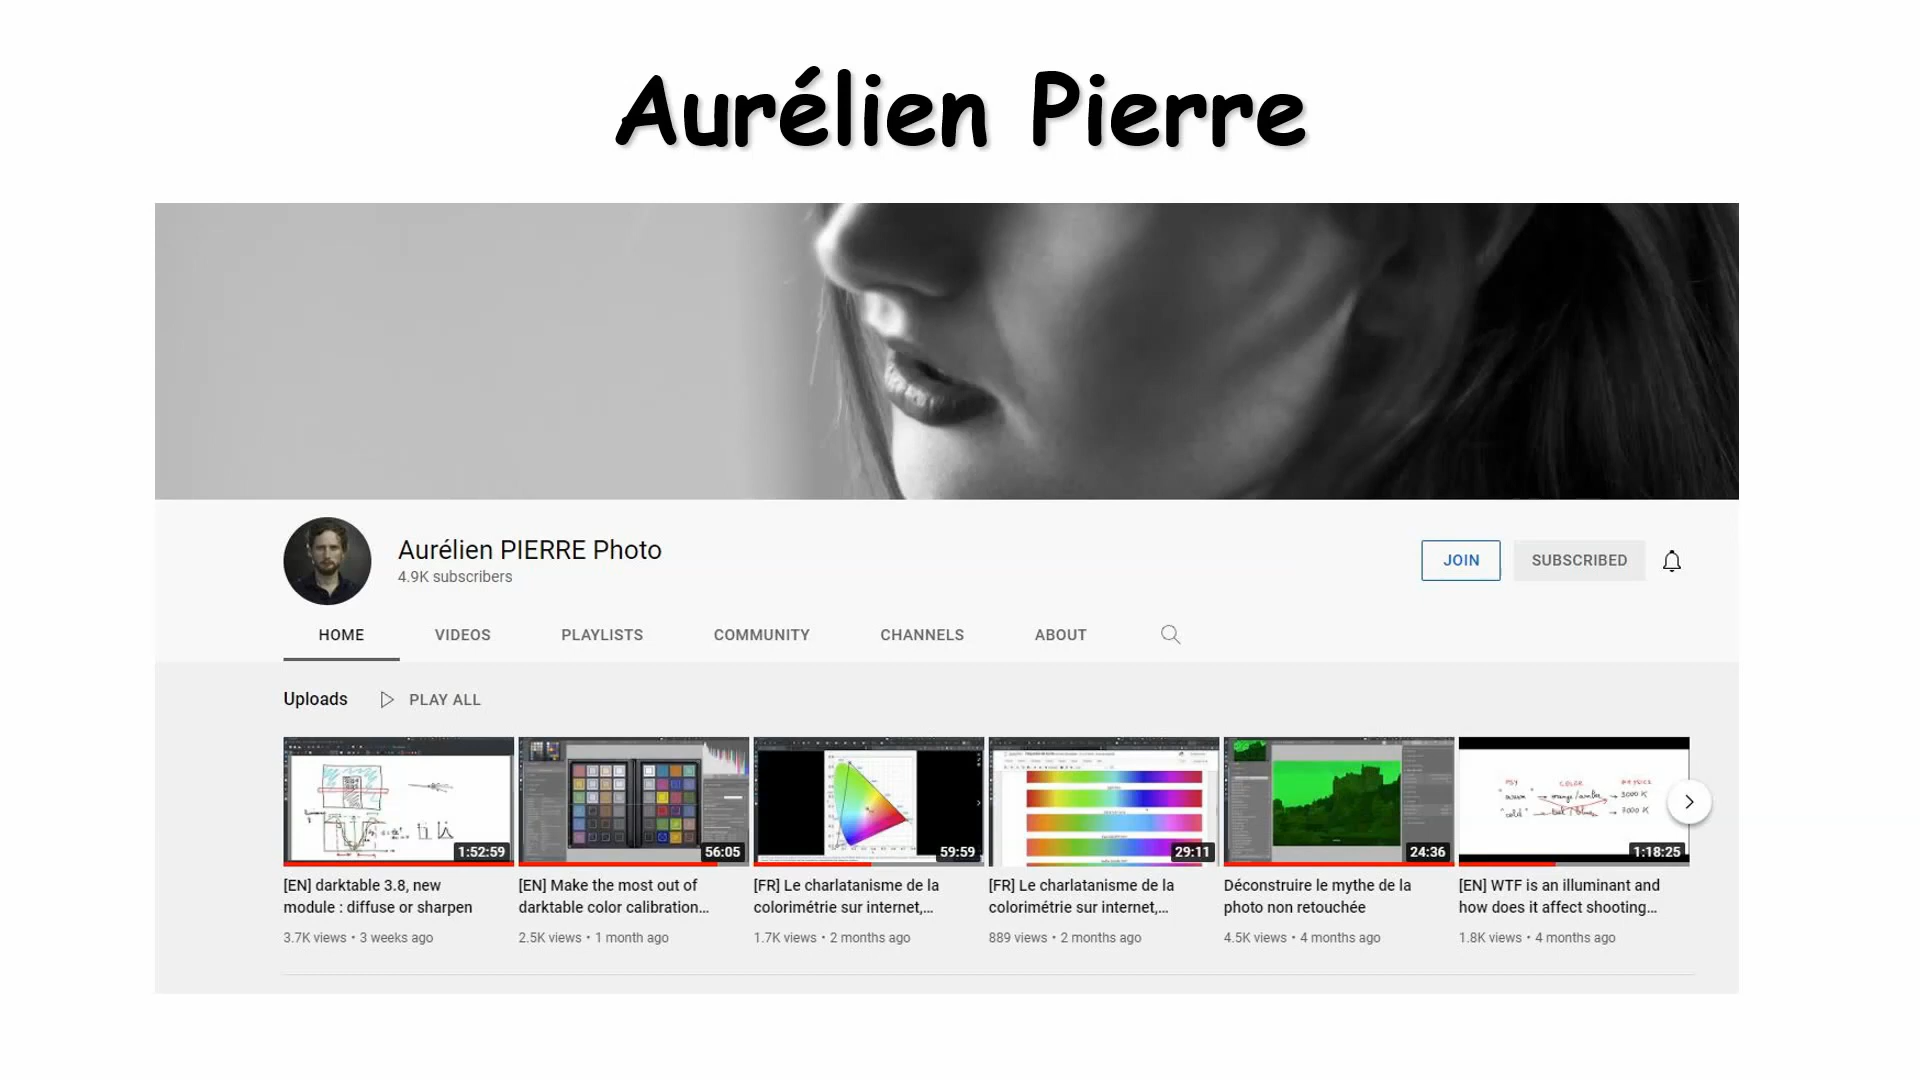 Aurélien Pierre
Aurélien PIERRE Photo
4.9K subscribers
JOIN
SUBSCRIBED
HOME
VIDEOS
PLAYLISTS
COMMUNITY
CHANNELS
ABOUT
Uploads
PLAY ALL
1:52:59
[EN] darktable 3.8, new
module : diffuse or sharpen
3.7K views • 3 weeks ago
56:05
[EN] Make the most out of
darktable color calibration...
2.5K views • 1 month ago
59:59
[FR] Le charlatanisme de la
colorimétrie sur internet,...
1.7K views • 2 months ago
29:11
[FR] Le charlatanisme de la
colorimétrie sur internet,...
889 views • 2 months ago
24:36
Déconstruire le mythe de la
photo non retouchée
4.5K views • 4 months ago
COLOR
1:18:25
[EN] WTF is an illuminant and
how does it affect shooting...
1.8K views • 4 months ago